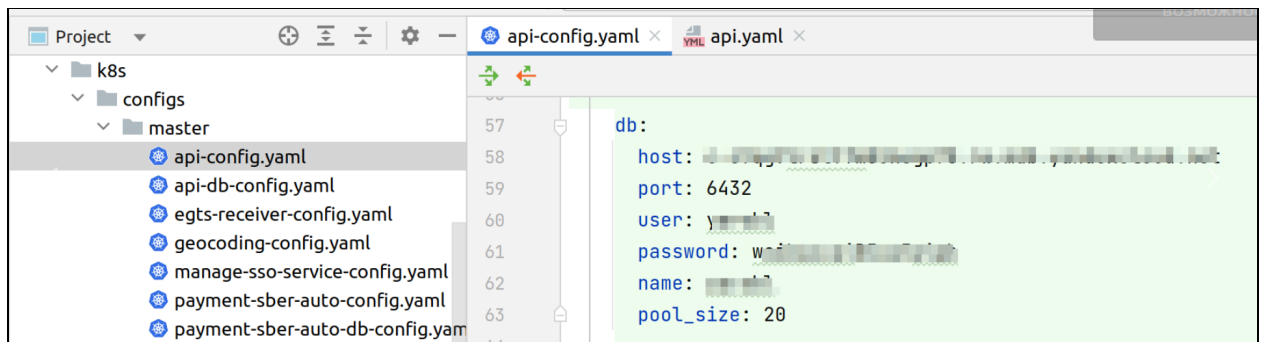 Project
k8s
configs
master
api-config.yaml
api-db-config.yaml
egts-receiver-config.yaml
geocoding-config.yaml
manage-sso-service-config.yaml
payment-sber-auto-config.yaml
payment-sber-auto-db-config.yam
api-config.yaml
YML api.yaml
ВОЗМОЖНО
57 db:
58 host:
59 port: 6432
60 user:
61 password:
62 name:
63 pool_size: 20